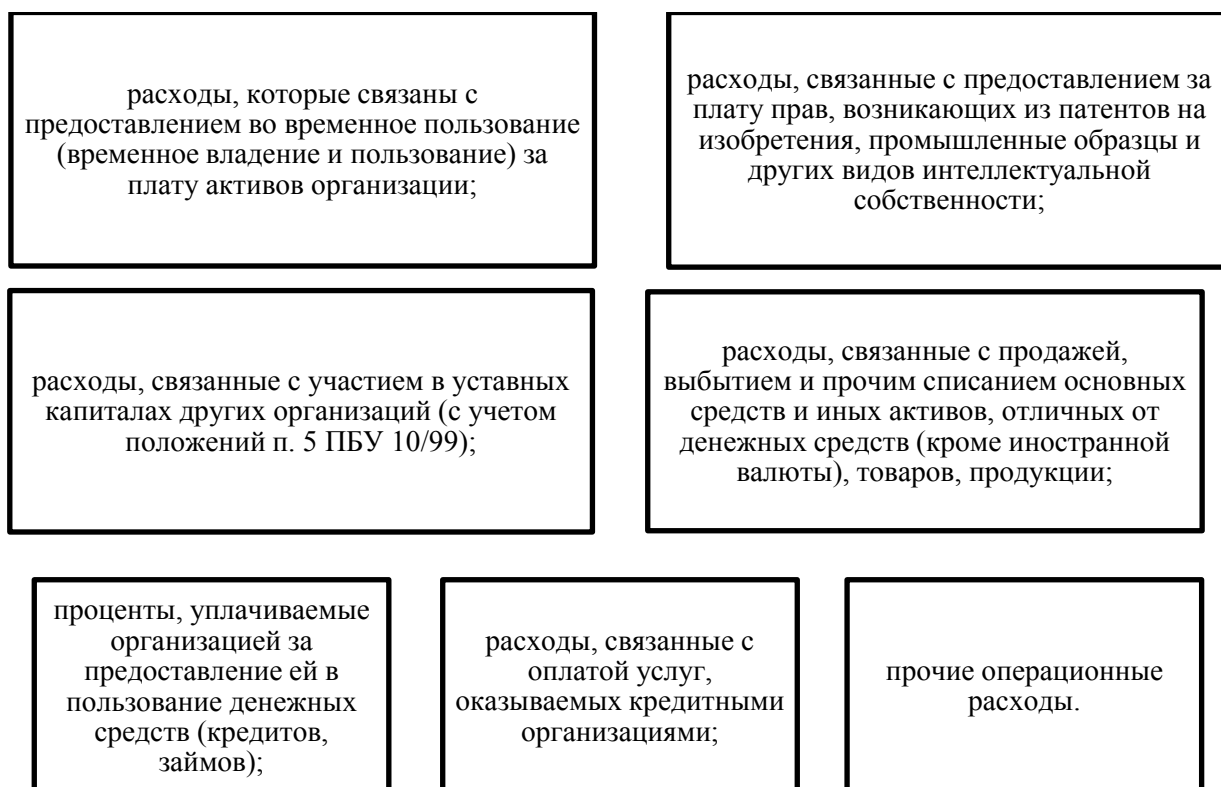 расходы, которые связаны с
предоставлением во временное пользование
(временное владение и пользование) за
плату активов организации;
расходы, связанные с предоставлением за
плату прав, возникающих из патентов на
изобретения, промышленные образцы и
других видов интеллектуальной
собственности;
расходы, связанные с участием в уставных
капиталах других организаций (с учетом
положений п. 5 ПБУ 10/99);
расходы, связанные с продажей,
выбытием и прочим списанием основных
средств и иных активов, отличных от
денежных средств (кроме иностранной
валюты), товаров, продукции;
проценты, уплачиваемые
организацией за
предоставление ей в
пользование денежных
средств (кредитов,
займов);
расходы, связанные с
оплатой услуг,
оказываемых кредитными
организациями;
прочие операционные
расходы.